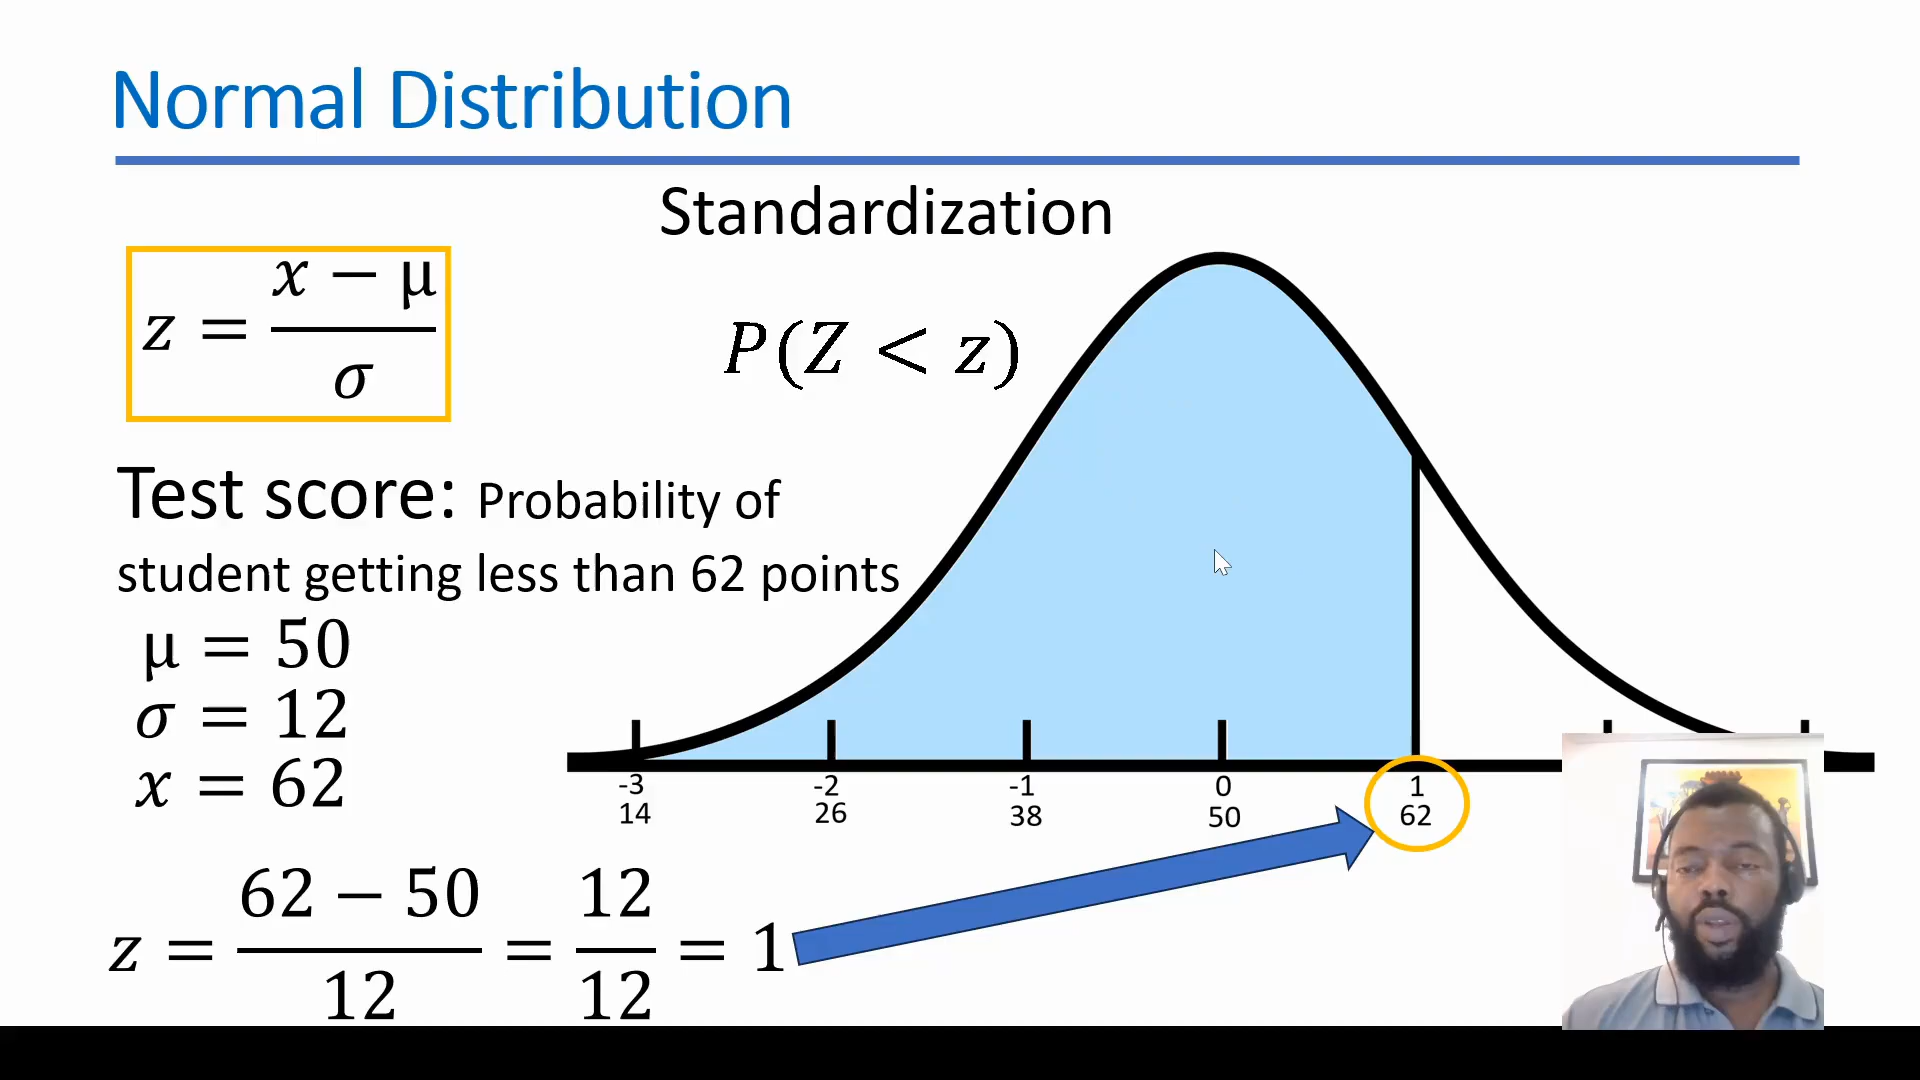 Normal Distribution
Standardization
z = (x − μ) / σ
P(Z < z)
Test score: Probability of
student getting less than 62 points
μ = 50
σ = 12
x = 62
-3 -2 -1 0 1
14 26 38 50 62
z = (62 − 50) / 12 = 12 / 12 = 1